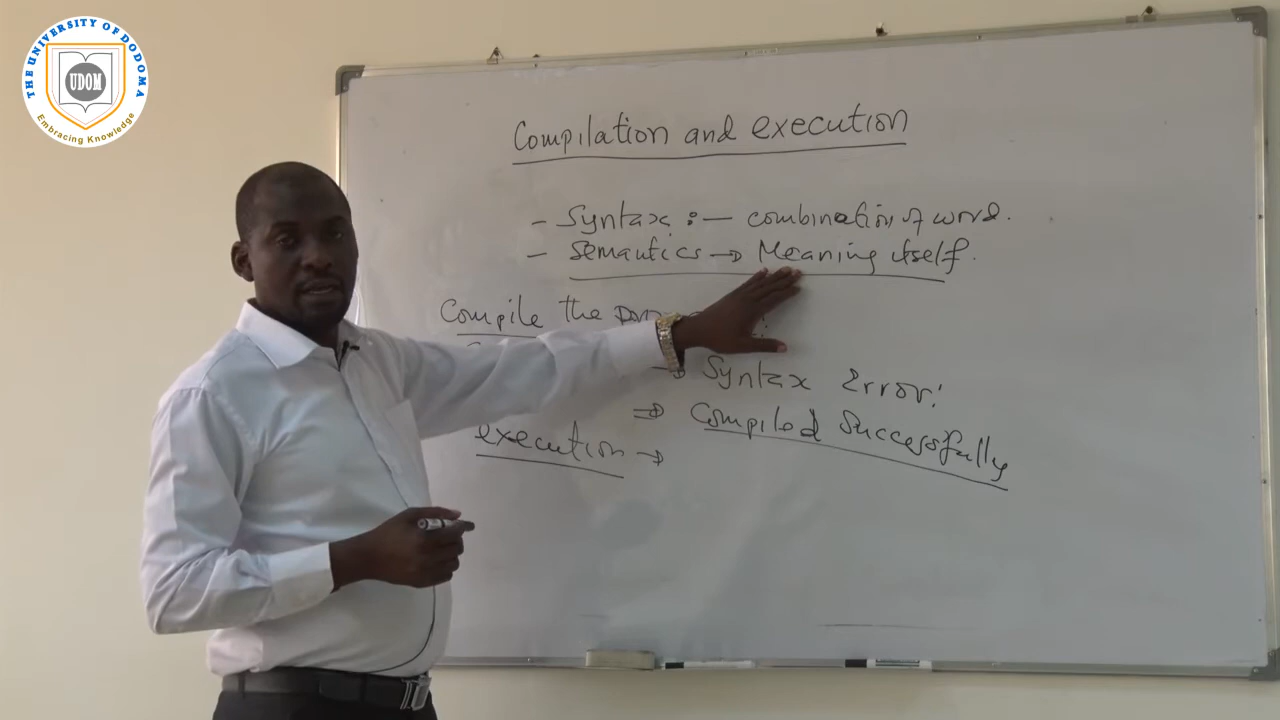 THE UNIVERSITY OF DODOMA
UDOM
Embracing Knowledge
Compilation and execution
- Syntax :- combination of word.
- Semantics → Meaning itself.
Compile the
→ Syntax Error!
⇒ Compiled Successfully
execution →